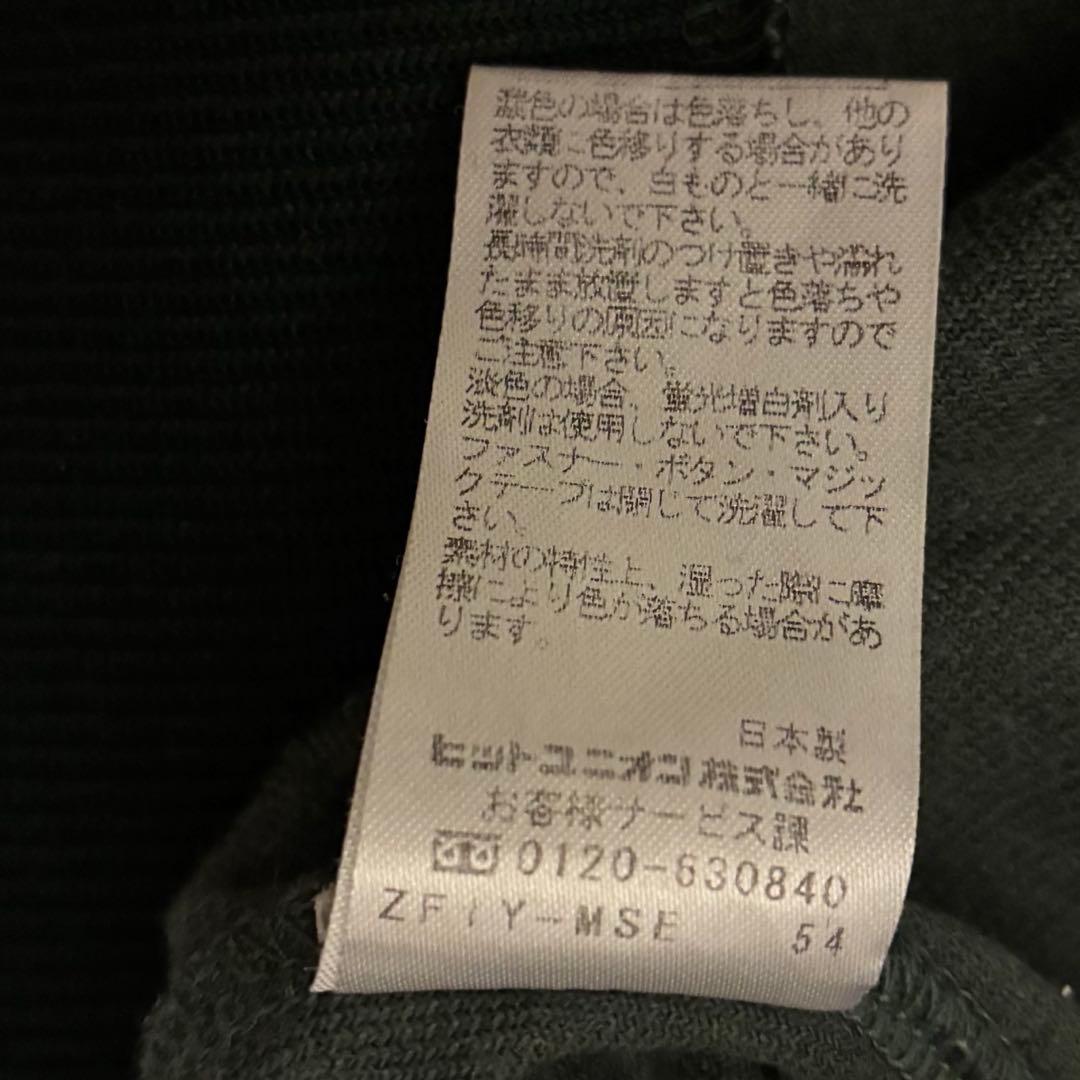 濃色の場合は色落ちし、他の
衣類に色移りする場合があり
ますので、白ものと一緒に洗
濯しないで下さい。
長時間洗剤のつけ置きや濡れ
たまま放置しますと色落ちや
色移りの原因になりますので
ご注意下さい。
淡色の場合、蛍光増白剤入り
洗剤は使用しないで下さい。
ファスナー・ボタン・マジッ
クテープは閉じて洗濯して下
さい。
素材の特性上、湿った際に摩
擦により色が落ちる場合があ
ります。
日本製
ヒットユニオン株式会社
お客様サービス課
0120-630840
54